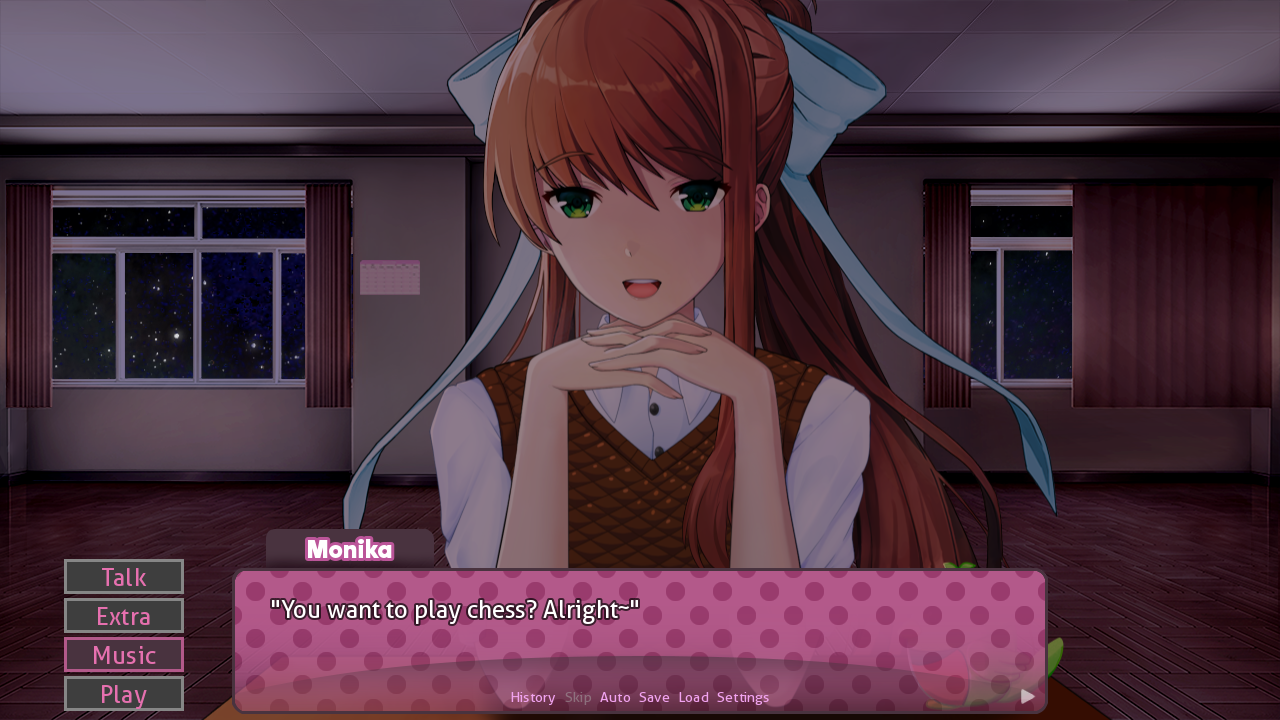 Monika
"You want to play chess? Alright~"
Talk
Extra
Music
Play
History Skip Auto Save Load Settings